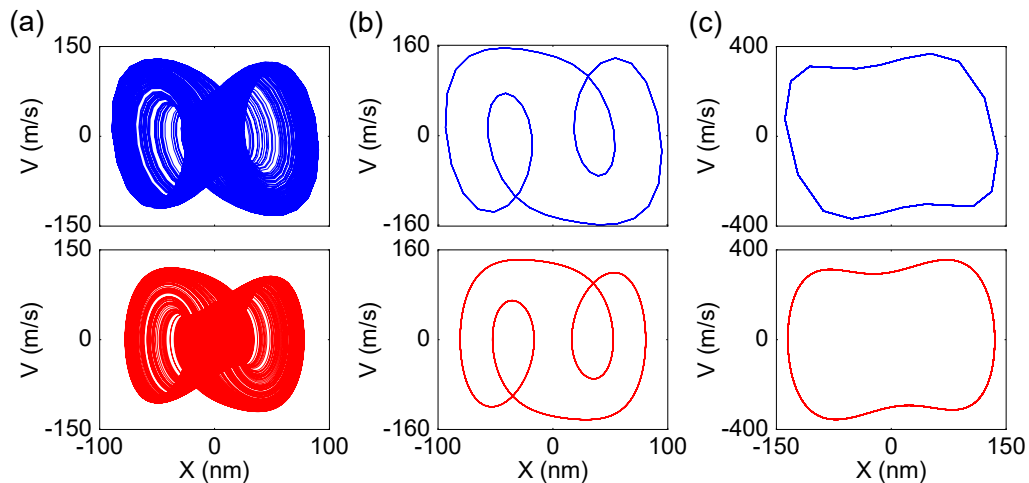 (a) (b) (c)
150 160 400
V (m/s) V (m/s) V (m/s)
0 0 0
-150 -160 -400
150 160 400
V (m/s) V (m/s) V (m/s)
0 0 0
-150 -160 -400
-100 0 100 -100 0 100 -150 0 150
X (nm) X (nm) X (nm)